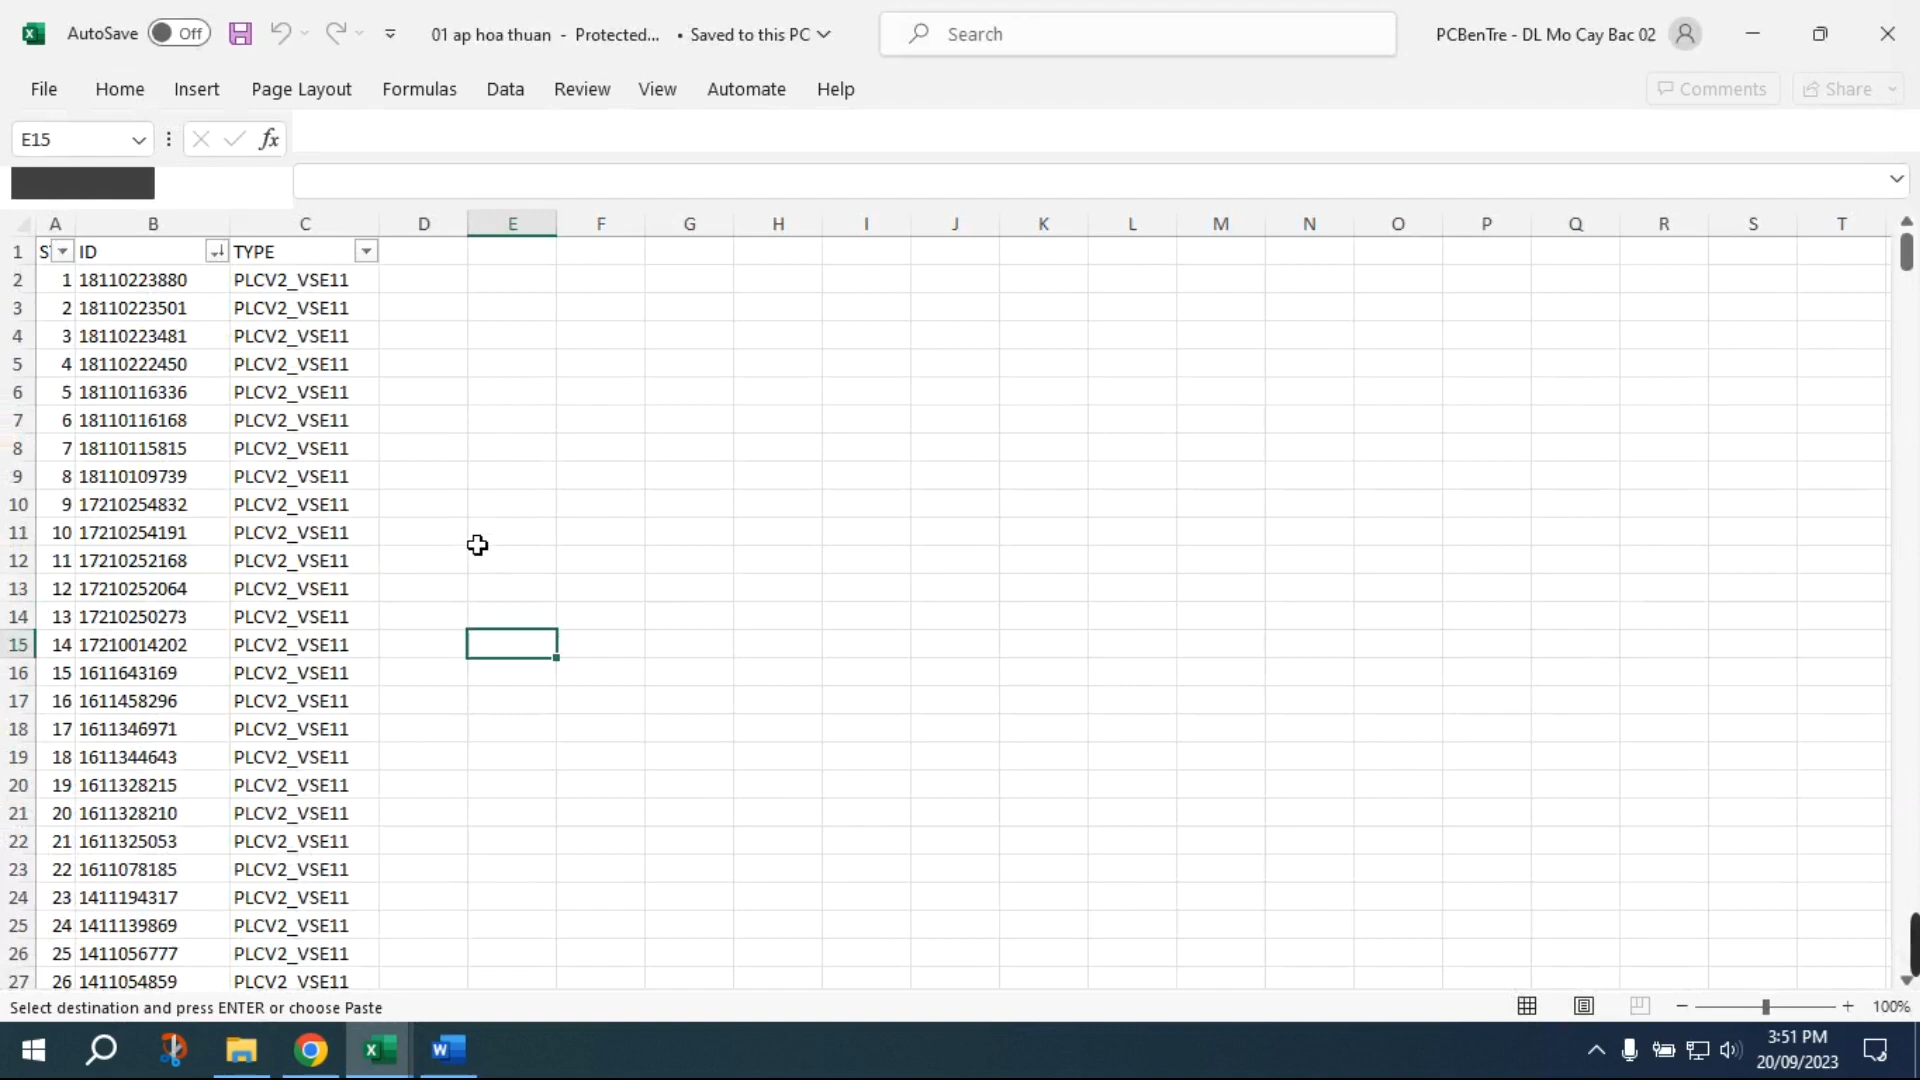 AutoSave Off 01 ap hoa thuan - Protected... • Saved to this PC Search PCBenTre - DL Mo Cay Bac 02
File Home Insert Page Layout Formulas Data Review View Automate Help Comments Share
E15 fx
A B C D E F G H I J K L M N O P Q R S T
1 S ID TYPE
2 1 18110223880 PLCV2_VSE11
3 2 18110223501 PLCV2_VSE11
4 3 18110223481 PLCV2_VSE11
5 4 18110222450 PLCV2_VSE11
6 5 18110116336 PLCV2_VSE11
7 6 18110116168 PLCV2_VSE11
8 7 18110115815 PLCV2_VSE11
9 8 18110109739 PLCV2_VSE11
10 9 17210254832 PLCV2_VSE11
11 10 17210254191 PLCV2_VSE11
12 11 17210252168 PLCV2_VSE11
13 12 17210252064 PLCV2_VSE11
14 13 17210250273 PLCV2_VSE11
15 14 17210014202 PLCV2_VSE11
16 15 1611643169 PLCV2_VSE11
17 16 1611458296 PLCV2_VSE11
18 17 1611346971 PLCV2_VSE11
19 18 1611344643 PLCV2_VSE11
20 19 1611328215 PLCV2_VSE11
21 20 1611328210 PLCV2_VSE11
22 21 1611325053 PLCV2_VSE11
23 22 1611078185 PLCV2_VSE11
24 23 1411194317 PLCV2_VSE11
25 24 1411139869 PLCV2_VSE11
26 25 1411056777 PLCV2_VSE11
27 26 1411054859 PLCV2_VSE11
Select destination and press ENTER or choose Paste 100%
3:51 PM
20/09/2023